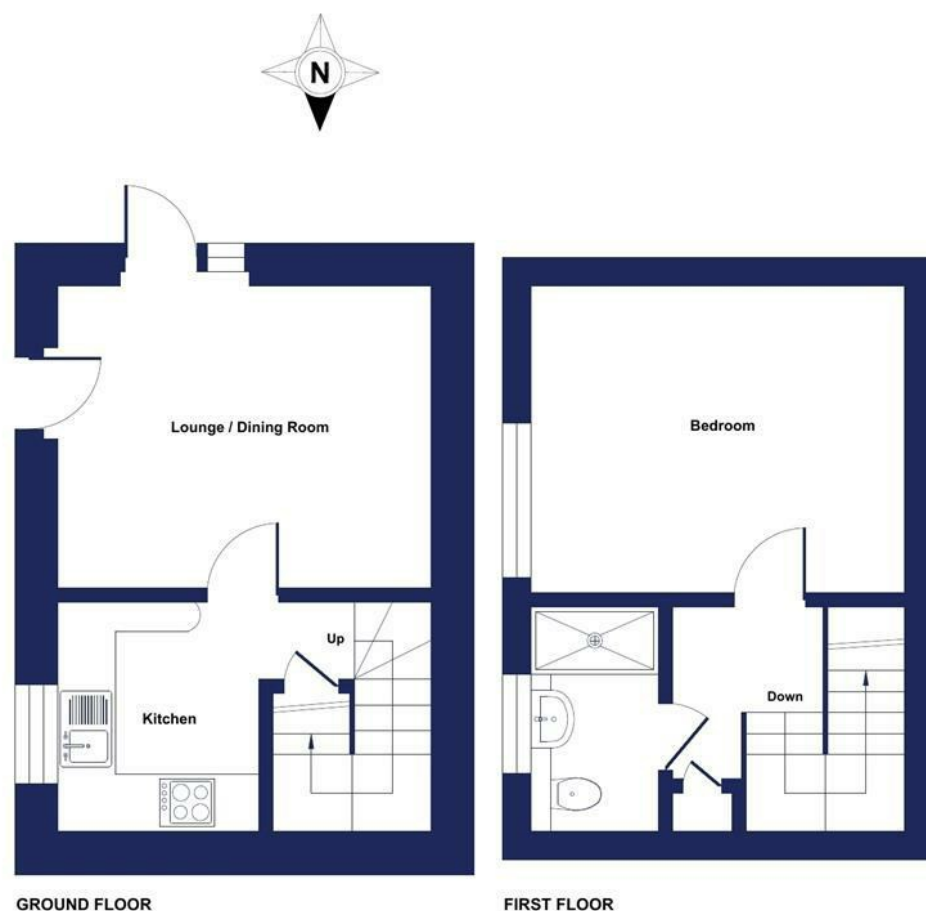 N
Lounge / Dining Room
Bedroom
Up
Kitchen
Down
GROUND FLOOR
FIRST FLOOR